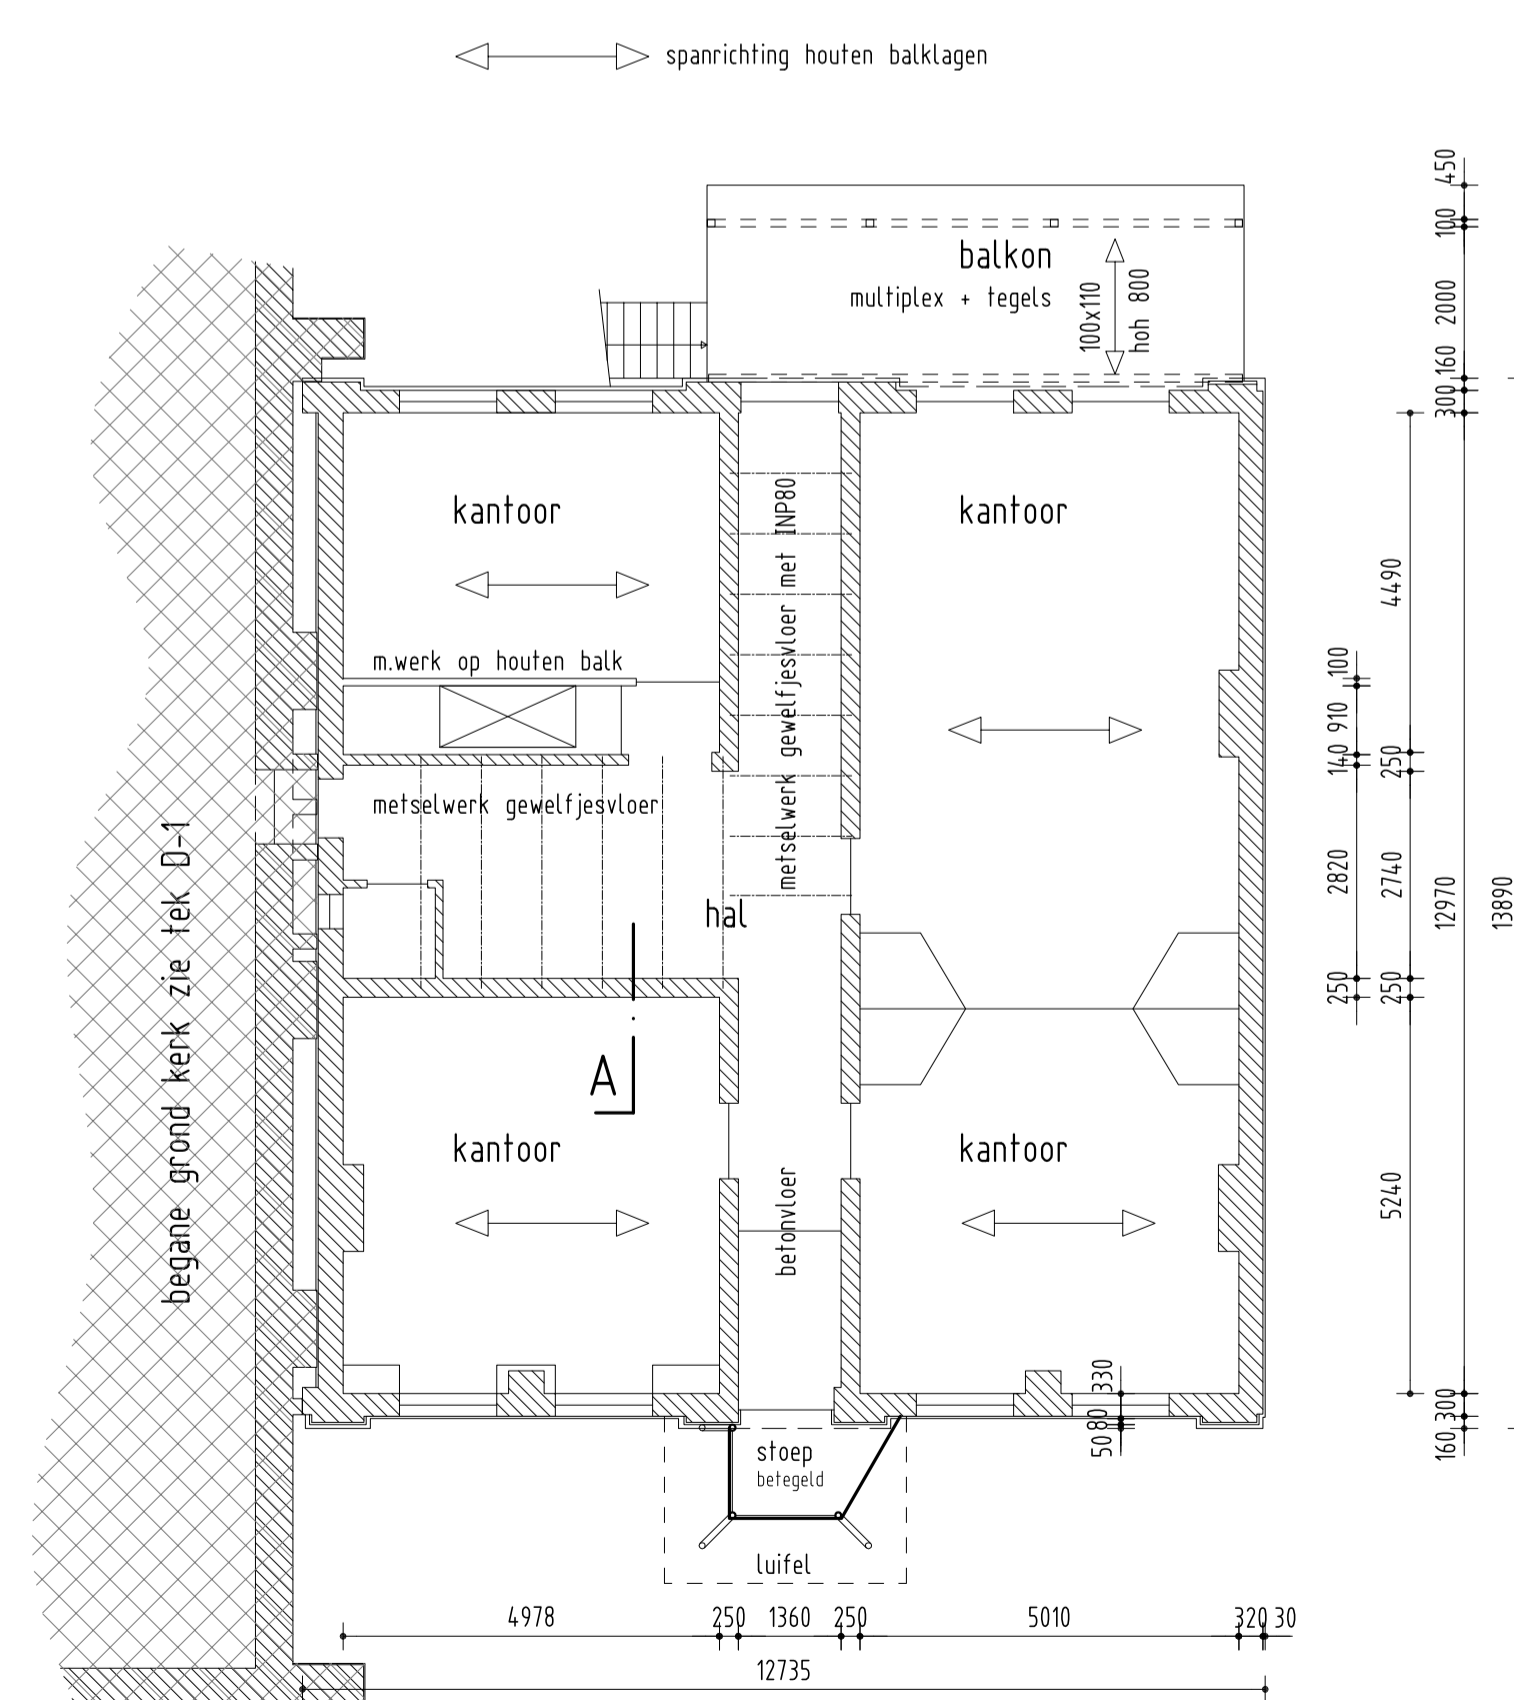 spanrichting houten balklagen
balkon
multiplex + tegels
100x110
hoh 800
kantoor
kantoor
m.werk op houten balk
metselwerk gewelfjesvloer met INP80
metselwerk gewelfjesvloer
hal
begane grond kerk zie tek D-1
A
kantoor
kantoor
betonvloer
stoep
betegeld
luifel
450
100
2000
160
300
4490
100
910
140
250
2820
2740
12970
13890
250
250
5240
330
80
50
300
160
4978
250
1360
250
5010
320
30
12735